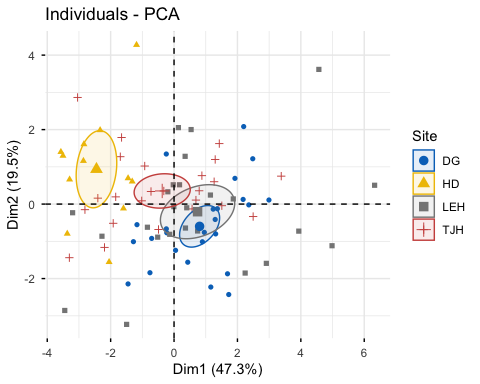 Individuals - PCA
4
2
0
-2
-4
-2
0
2
4
6
Dim2 (19.5%)
Dim1 (47.3%)
Site
DG
HD
LEH
TJH